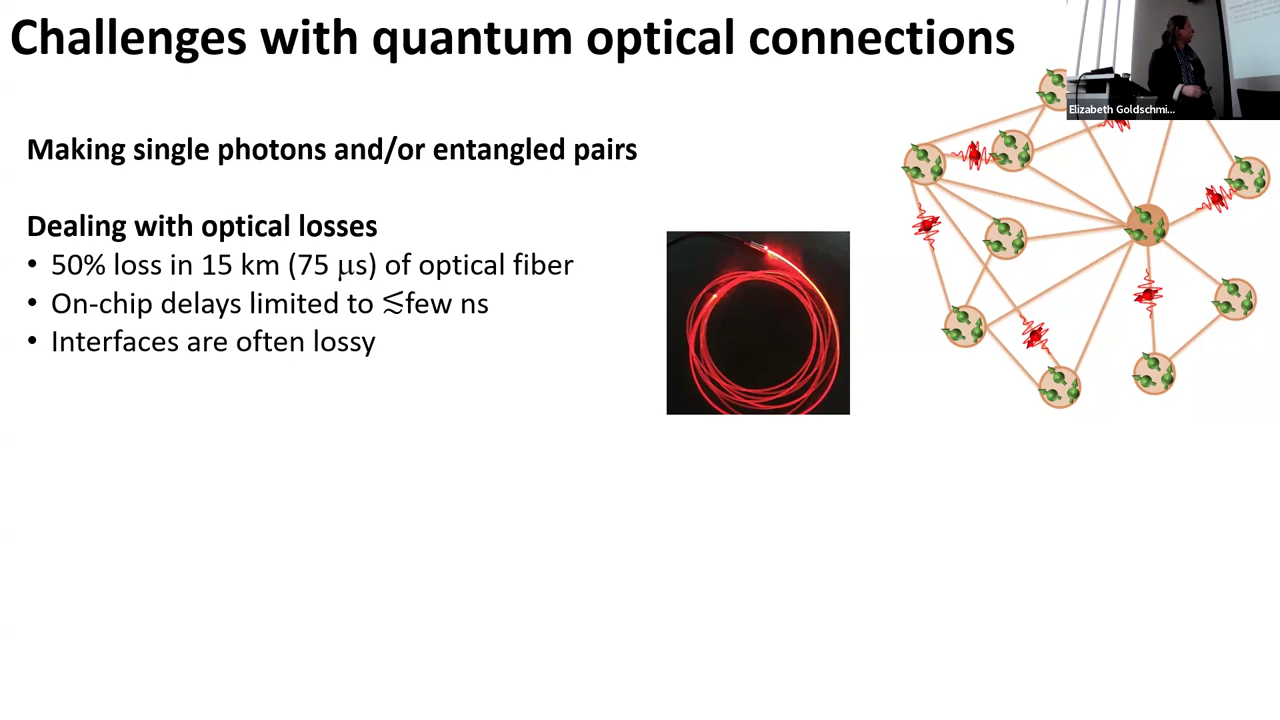 Challenges with quantum optical connections
Elizabeth Goldschmi...
Making single photons and/or entangled pairs
Dealing with optical losses
• 50% loss in 15 km (75 μs) of optical fiber
• On-chip delays limited to ≲few ns
• Interfaces are often lossy